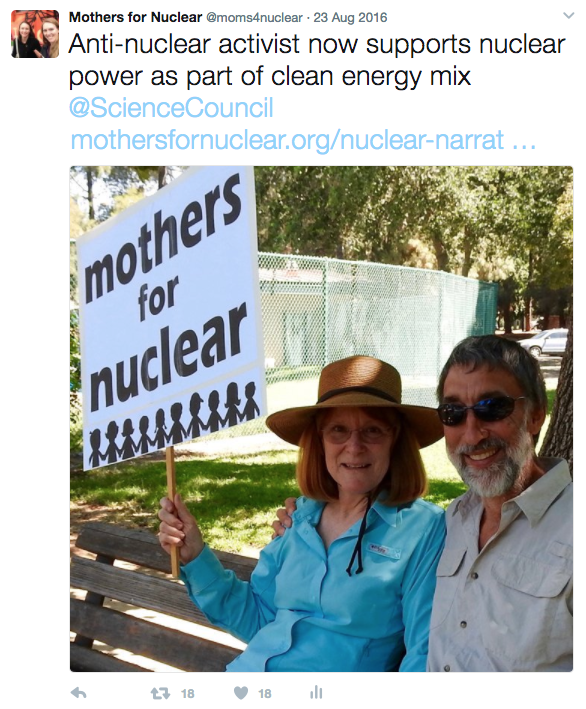 Mothers for Nuclear @moms4nuclear · 23 Aug 2016
Anti-nuclear activist now supports nuclear
power as part of clean energy mix
@ScienceCouncil
mothersfornuclear.org/nuclear-narrat …
mothers
for
nuclear
18 18